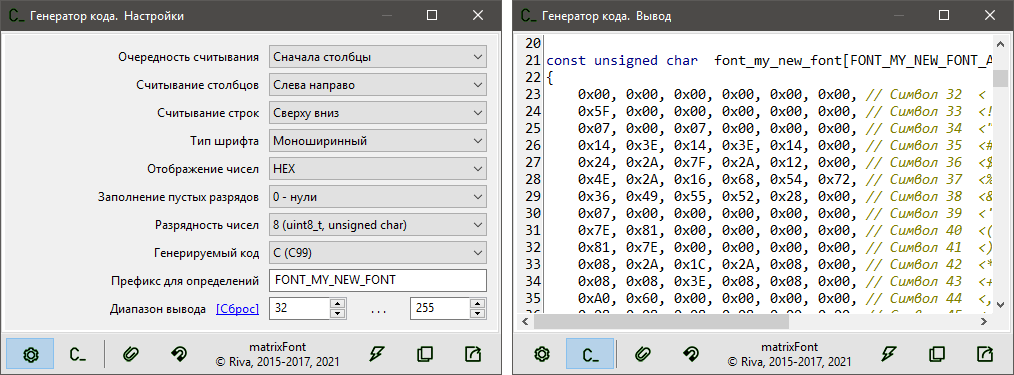 C_ Генератор кода. Настройки
Очередность считывания Сначала столбцы
Считывание столбцов Слева направо
Считывание строк Сверху вниз
Тип шрифта Моноширинный
Отображение чисел HEX
Заполнение пустых разрядов 0 - нули
Разрядность чисел 8 (uint8_t, unsigned char)
Генерируемый код C (C99)
Префикс для определений FONT_MY_NEW_FONT
Диапазон вывода [Сброс] 32 ... 255
C_
matrixFont
© Riva, 2015-2017, 2021
C_ Генератор кода. Вывод
20
21 const unsigned char font_my_new_font[FONT_MY_NEW_FONT_A
22 {
23 0x00, 0x00, 0x00, 0x00, 0x00, 0x00, // Символ 32 <
24 0x5F, 0x00, 0x00, 0x00, 0x00, 0x00, // Символ 33 <!
25 0x07, 0x00, 0x07, 0x00, 0x00, 0x00, // Символ 34 <"
26 0x14, 0x3E, 0x14, 0x3E, 0x14, 0x00, // Символ 35 <#
27 0x24, 0x2A, 0x7F, 0x2A, 0x12, 0x00, // Символ 36 <$
28 0x4E, 0x2A, 0x16, 0x68, 0x54, 0x72, // Символ 37 <%
29 0x36, 0x49, 0x55, 0x52, 0x28, 0x00, // Символ 38 <&
30 0x07, 0x00, 0x00, 0x00, 0x00, 0x00, // Символ 39 <'
31 0x7E, 0x81, 0x00, 0x00, 0x00, 0x00, // Символ 40 <(
32 0x81, 0x7E, 0x00, 0x00, 0x00, 0x00, // Символ 41 <)
33 0x08, 0x2A, 0x1C, 0x2A, 0x08, 0x00, // Символ 42 <*
34 0x08, 0x08, 0x3E, 0x08, 0x08, 0x00, // Символ 43 <+
35 0xA0, 0x60, 0x00, 0x00, 0x00, 0x00, // Символ 44 <,
C_
matrixFont
© Riva, 2015-2017, 2021